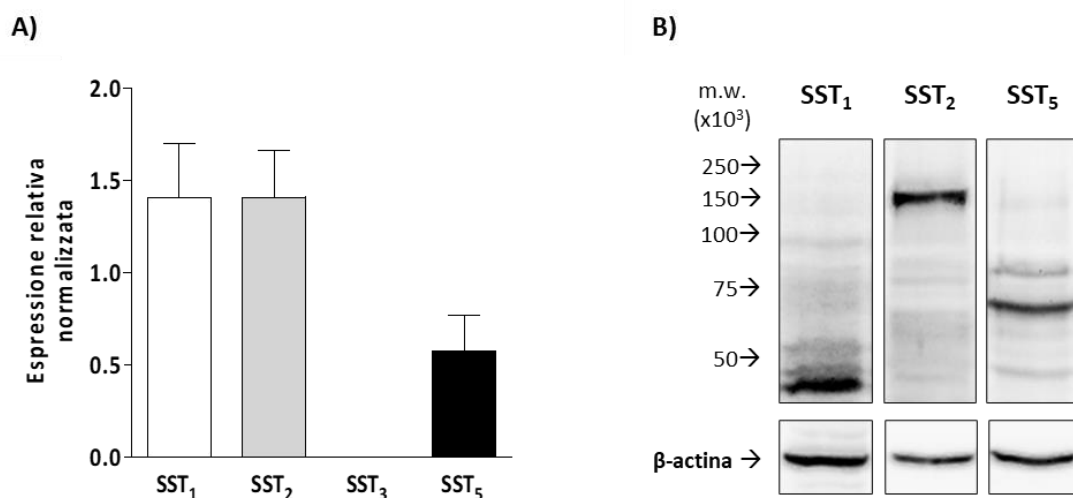 A)
Espressione relativa
normalizzata
2.0
1.5
1.0
0.5
0.0
SST₁ SST₂ SST₃ SST₅
B)
m.w.
(x10³)
SST₁ SST₂ SST₅
250→
150→
100→
75→
50→
β-actina →